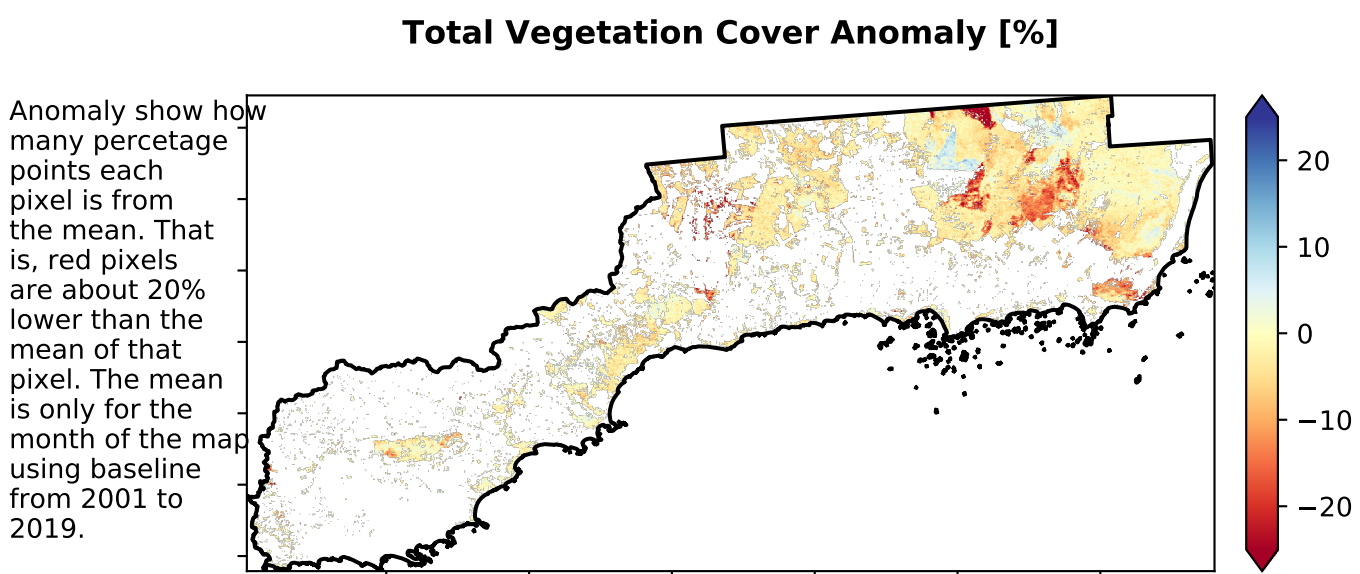 Total Vegetation Cover Anomaly [%]
Anomaly show how
many percetage
points each
pixel is from
the mean. That
is, red pixels
are about 20%
lower than the
mean of that
pixel. The mean
is only for the
month of the map
using baseline
from 2001 to
2019.
20
10
0
−10
−20